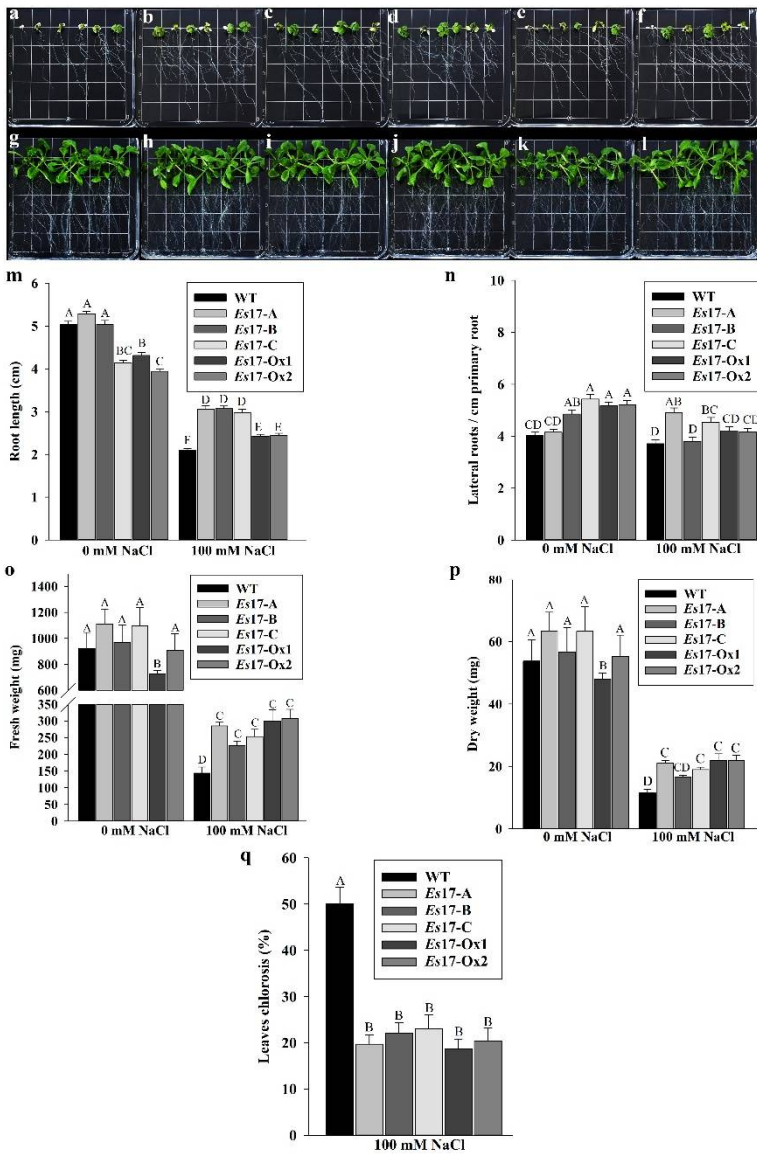 a b c d e f
g h i j k l
m
Root length (cm)
6
5
4
3
2
1
0
A A A BC B C
F D D D E E
0 mM NaCl 100 mM NaCl
WT
Es17-A
Es17-B
Es17-C
Es17-Ox1
Es17-Ox2
n
Lateral roots / cm primary root
10
8
6
4
2
0
CD CD AB A A A
D AB D BC CD CD
0 mM NaCl 100 mM NaCl
WT
Es17-A
Es17-B
Es17-C
Es17-Ox1
Es17-Ox2
o
Fresh weight (mg)
1400
1200
1000
800
600
350
300
250
200
150
100
50
0
A A A A B A
D C C C C C
0 mM NaCl 100 mM NaCl
WT
Es17-A
Es17-B
Es17-C
Es17-Ox1
Es17-Ox2
p
Dry weight (mg)
80
60
40
20
0
A A A A B A
D C CD C C C
0 mM NaCl 100 mM NaCl
WT
Es17-A
Es17-B
Es17-C
Es17-Ox1
Es17-Ox2
q
Leaves chlorosis (%)
60
50
40
30
20
10
0
A B B B B B
100 mM NaCl
WT
Es17-A
Es17-B
Es17-C
Es17-Ox1
Es17-Ox2